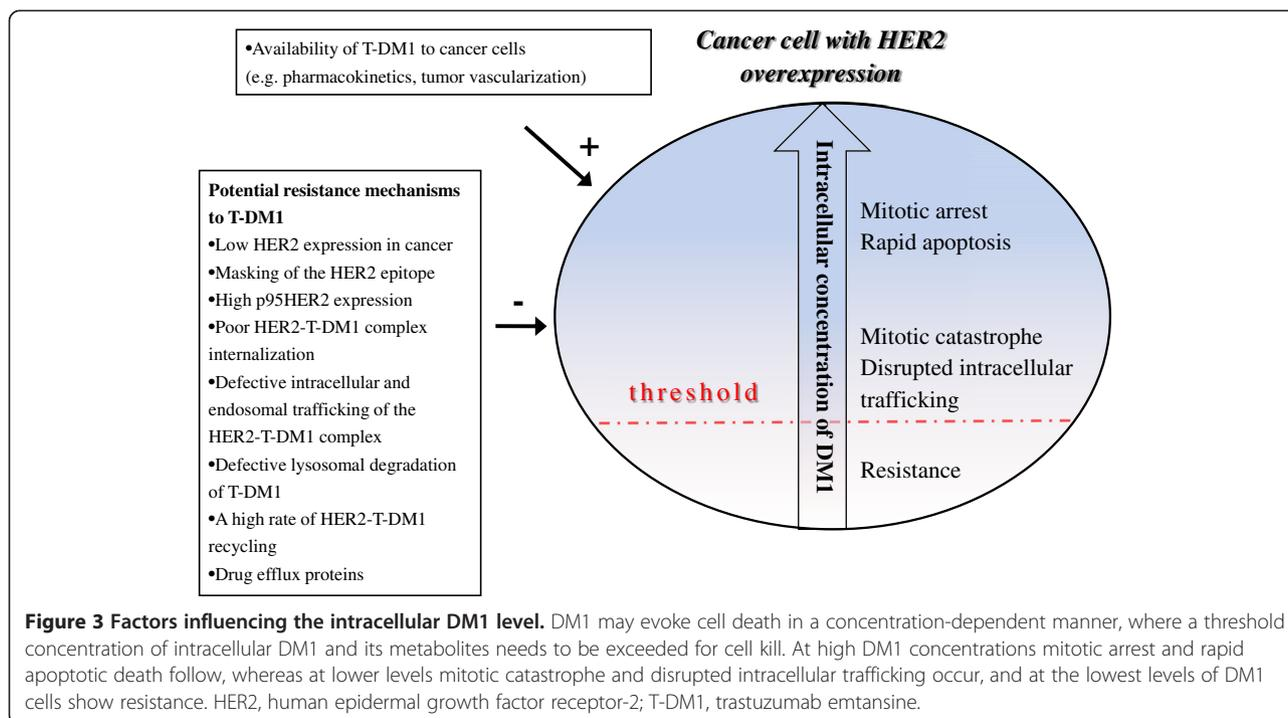 •Availability of T-DM1 to cancer cells
(e.g. pharmacokinetics, tumor vascularization)
Cancer cell with HER2
overexpression
+
Potential resistance mechanisms
to T-DM1
•Low HER2 expression in cancer
•Masking of the HER2 epitope
•High p95HER2 expression
•Poor HER2-T-DM1 complex
internalization
•Defective intracellular and
endosomal trafficking of the
HER2-T-DM1 complex
•Defective lysosomal degradation
of T-DM1
•A high rate of HER2-T-DM1
recycling
•Drug efflux proteins
-
Intracellular concentration of DM1
Mitotic arrest
Rapid apoptosis
Mitotic catastrophe
Disrupted intracellular
trafficking
threshold
Resistance
Figure 3 Factors influencing the intracellular DM1 level. DM1 may evoke cell death in a concentration-dependent manner, where a threshold
concentration of intracellular DM1 and its metabolites needs to be exceeded for cell kill. At high DM1 concentrations mitotic arrest and rapid
apoptotic death follow, whereas at lower levels mitotic catastrophe and disrupted intracellular trafficking occur, and at the lowest levels of DM1
cells show resistance. HER2, human epidermal growth factor receptor-2; T-DM1, trastuzumab emtansine.